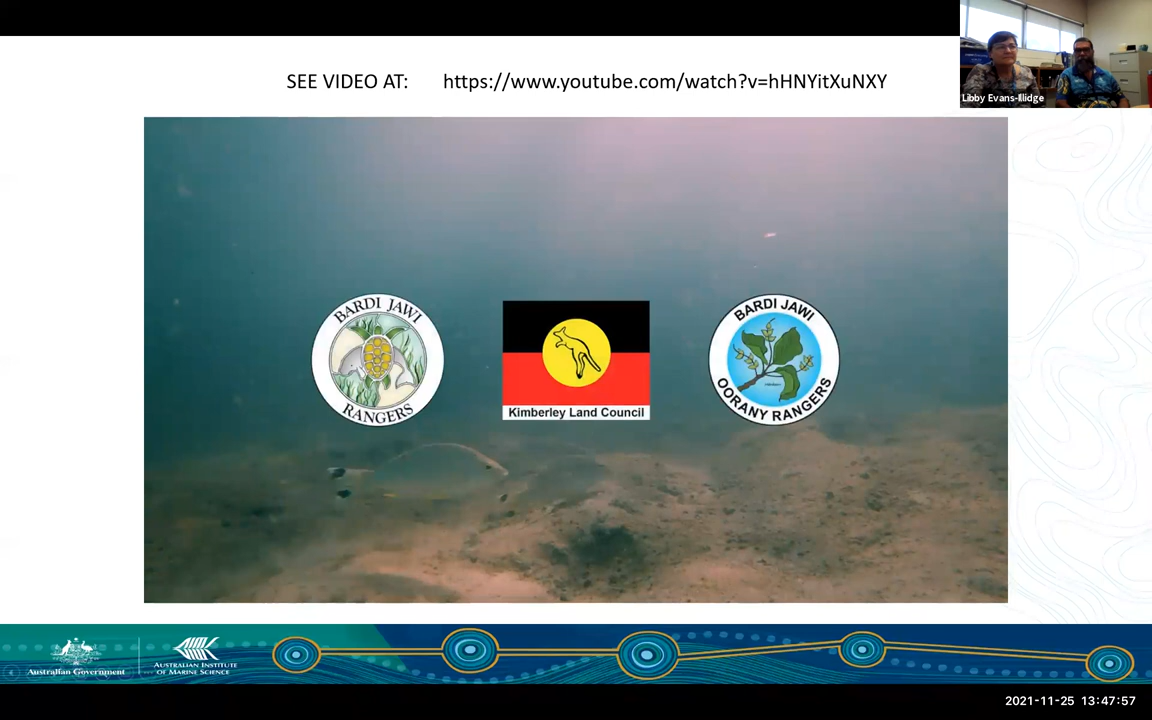 SEE VIDEO AT: https://www.youtube.com/watch?v=hHNYitXuNXY
Libby Evans-Illidge
BARDI JAWI
RANGERS
Kimberley Land Council
BARDI JAWI
OORANY RANGERS
Australian Government
AUSTRALIAN INSTITUTE
OF MARINE SCIENCE
2021-11-25 13:47:57